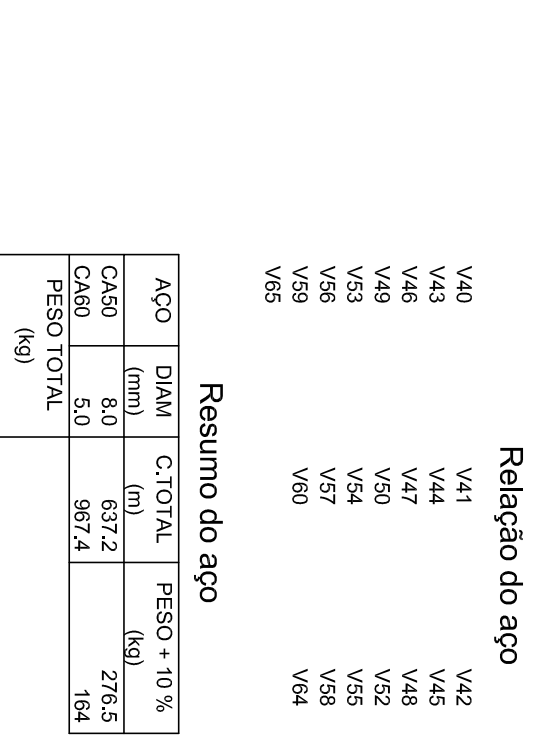 Relação do aço
V40 V41 V42
V43 V44 V45
V46 V47 V48
V49 V50 V52
V53 V54 V55
V56 V57 V58
V59 V60 V64
V65
Resumo do aço
AÇO DIAM C.TOTAL PESO + 10 %
(mm) (m) (kg)
CA50 8.0 637.2 276.5
CA60 5.0 967.4 164
PESO TOTAL
(kg)